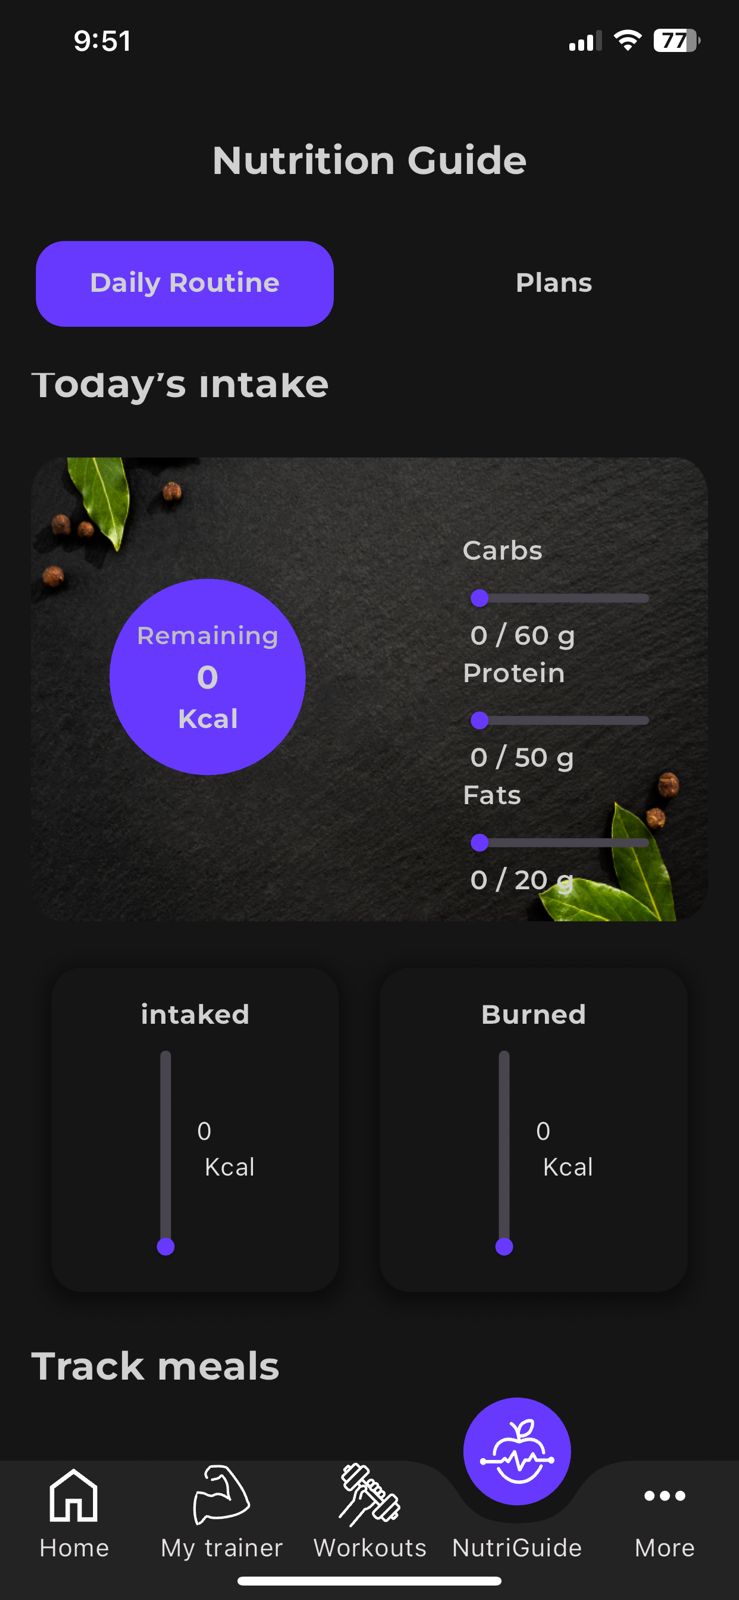 9:51
77
Nutrition Guide
Daily Routine
Plans
Today's intake
Carbs
0 / 60 g
Protein
0 / 50 g
Fats
0 / 20 g
Remaining
0
Kcal
intaked
0
Kcal
Burned
0
Kcal
Track meals
Home
My trainer
Workouts
NutriGuide
More